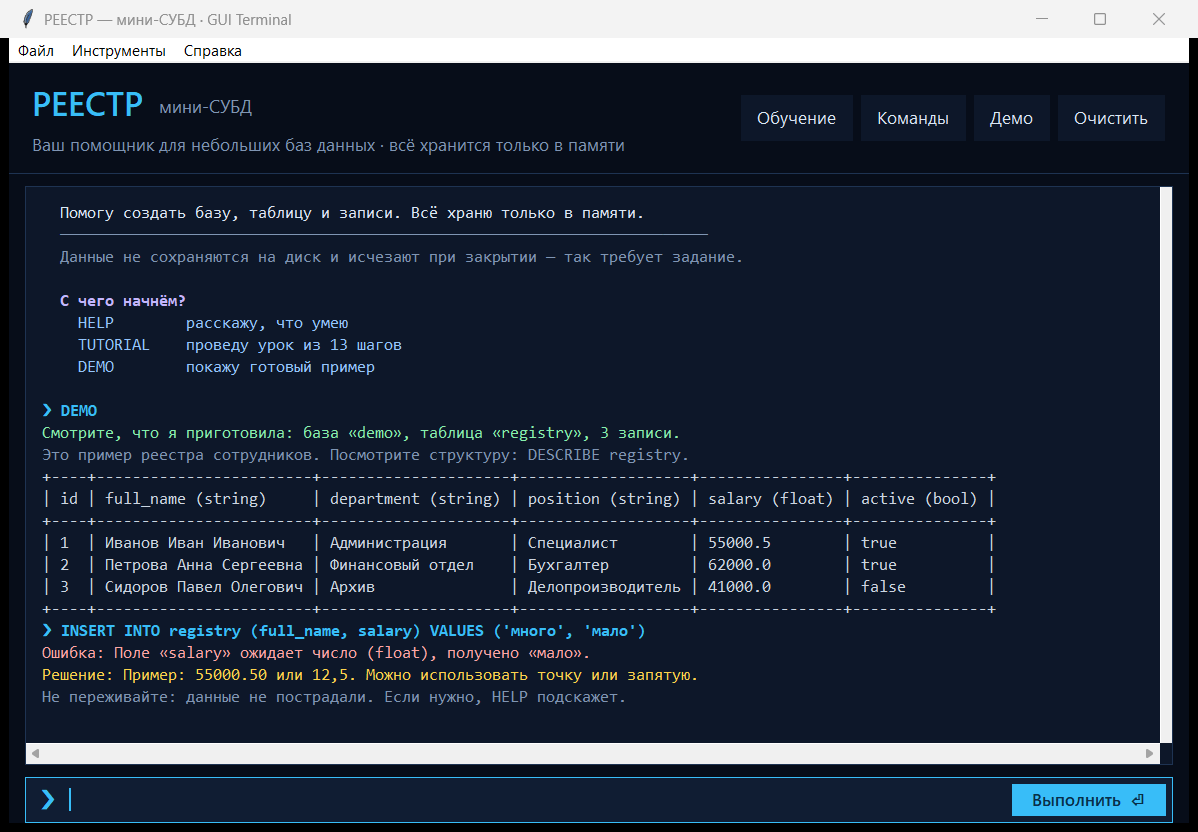 РЕЕСТР — мини-СУБД · GUI Terminal
Файл Инструменты Справка
РЕЕСТР мини-СУБД
Ваш помощник для небольших баз данных · всё хранится только в памяти
Обучение Команды Демо Очистить
Помогу создать базу, таблицу и записи. Всё храню только в памяти.
Данные не сохраняются на диск и исчезают при закрытии — так требует задание.
С чего начнём?
HELP расскажу, что умею
TUTORIAL проведу урок из 13 шагов
DEMO покажу готовый пример
❯ DEMO
Смотрите, что я приготовила: база «demo», таблица «registry», 3 записи.
Это пример реестра сотрудников. Посмотрите структуру: DESCRIBE registry.
+----+------------------------+---------------------+-------------------+----------------+---------------+
| id | full_name (string)     | department (string) | position (string) | salary (float) | active (bool) |
+----+------------------------+---------------------+-------------------+----------------+---------------+
| 1  | Иванов Иван Иванович   | Администрация       | Специалист        | 55000.5        | true          |
| 2  | Петрова Анна Сергеевна | Финансовый отдел    | Бухгалтер         | 62000.0        | true          |
| 3  | Сидоров Павел Олегович | Архив               | Делопроизводитель | 41000.0        | false         |
+----+------------------------+---------------------+-------------------+----------------+---------------+
❯ INSERT INTO registry (full_name, salary) VALUES ('много', 'мало')
Ошибка: Поле «salary» ожидает число (float), получено «мало».
Решение: Пример: 55000.50 или 12,5. Можно использовать точку или запятую.
Не переживайте: данные не пострадали. Если нужно, HELP подскажет.
❯
Выполнить ⏎